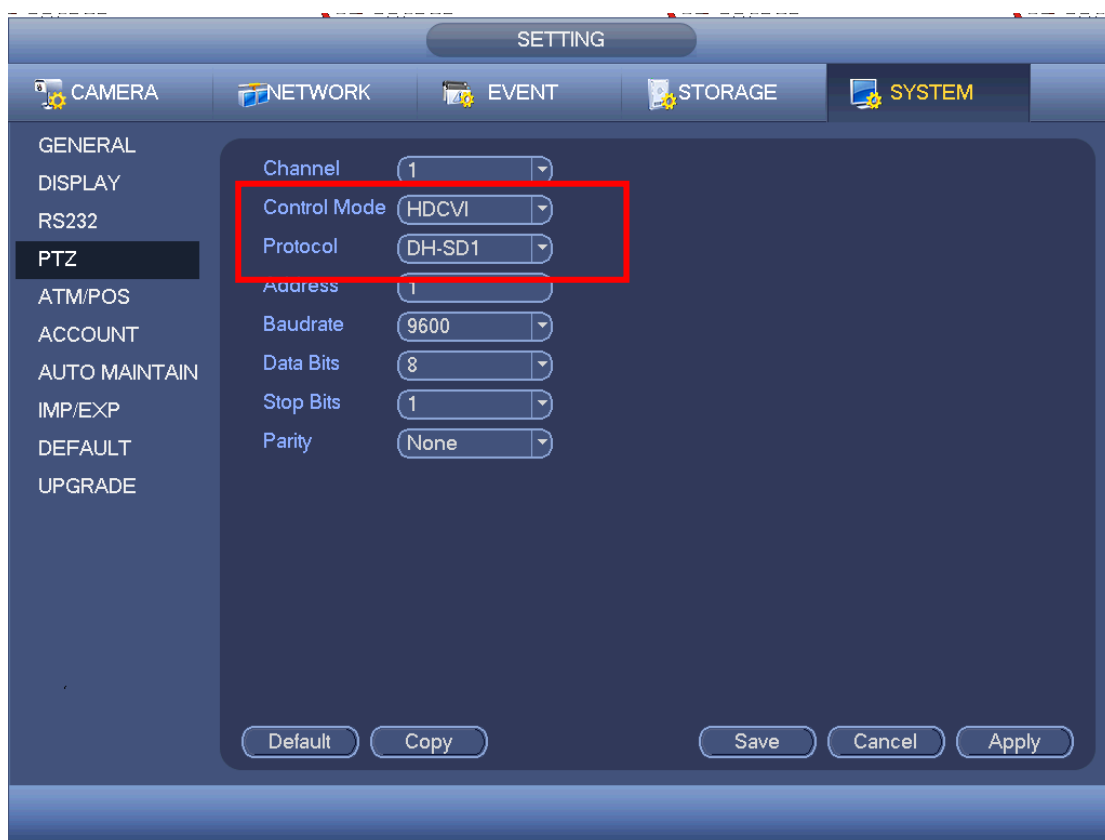 SETTING
CAMERA NETWORK EVENT STORAGE SYSTEM
GENERAL
DISPLAY
RS232
PTZ
ATM/POS
ACCOUNT
AUTO MAINTAIN
IMP/EXP
DEFAULT
UPGRADE
Channel 1
Control Mode HDCVI
Protocol DH-SD1
Address 1
Baudrate 9600
Data Bits 8
Stop Bits 1
Parity None
Default Copy Save Cancel Apply